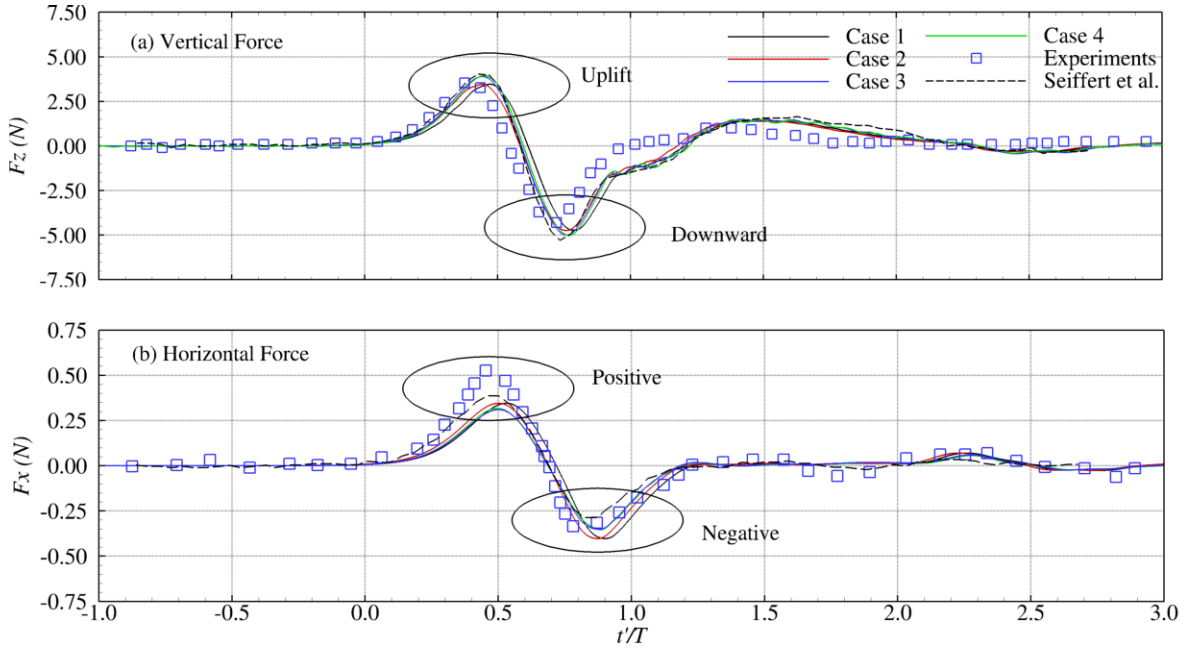 7.50
(a) Vertical Force
Case 1
Case 4
5.00
Case 2
Experiments
Uplift
Case 3
Seiffert et al.
2.50
Fz (N)
0.00
-2.50
-5.00
Downward
-7.50
0.75
(b) Horizontal Force
0.50
Positive
0.25
Fx (N)
0.00
-0.25
Negative
-0.50
-0.75
-1.0 -0.5 0.0 0.5 1.0 1.5 2.0 2.5 3.0
t'/T